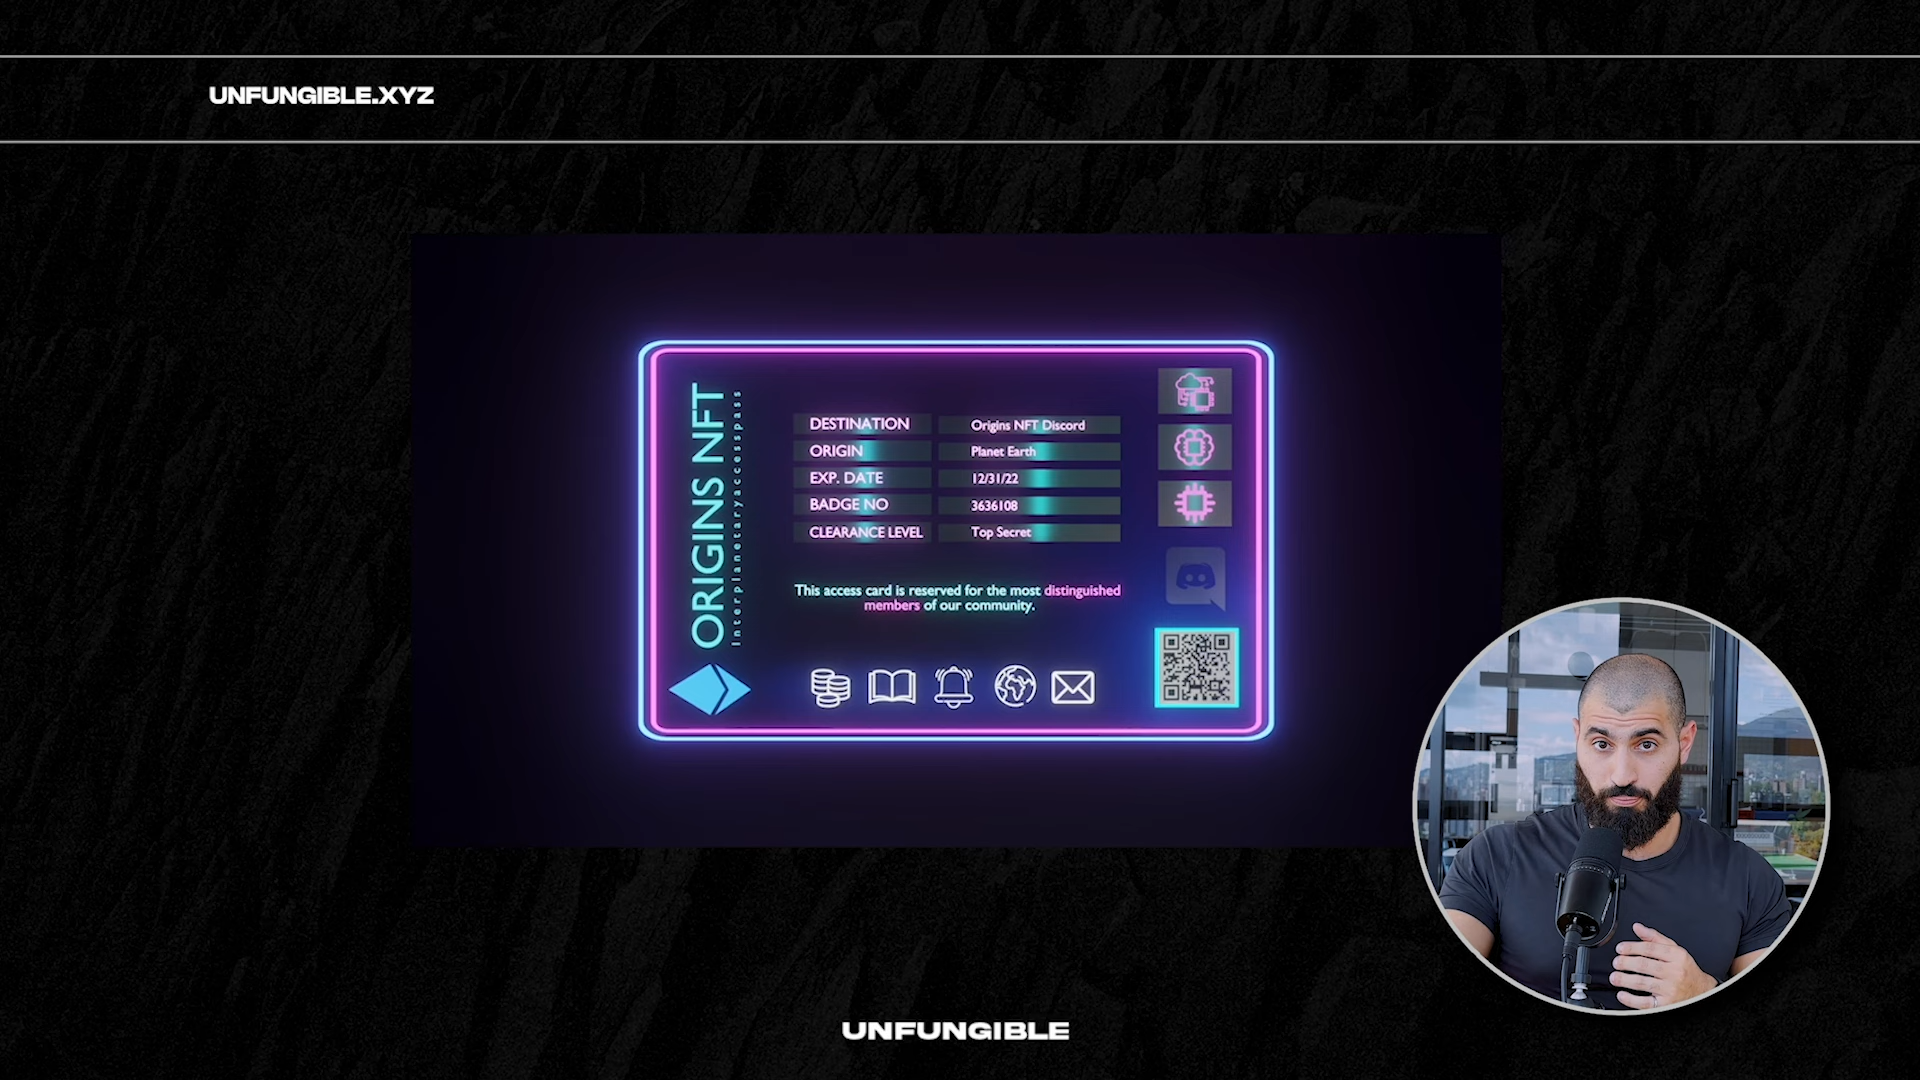 UNFUNGIBLE.XYZ
ORIGINS NFT
Interplanetaryaccesspass
DESTINATION Origins NFT Discord
ORIGIN Planet Earth
EXP. DATE 12/31/22
BADGE NO 3636108
CLEARANCE LEVEL Top Secret
This access card is reserved for the most distinguished
members of our community.
UNFUNGIBLE